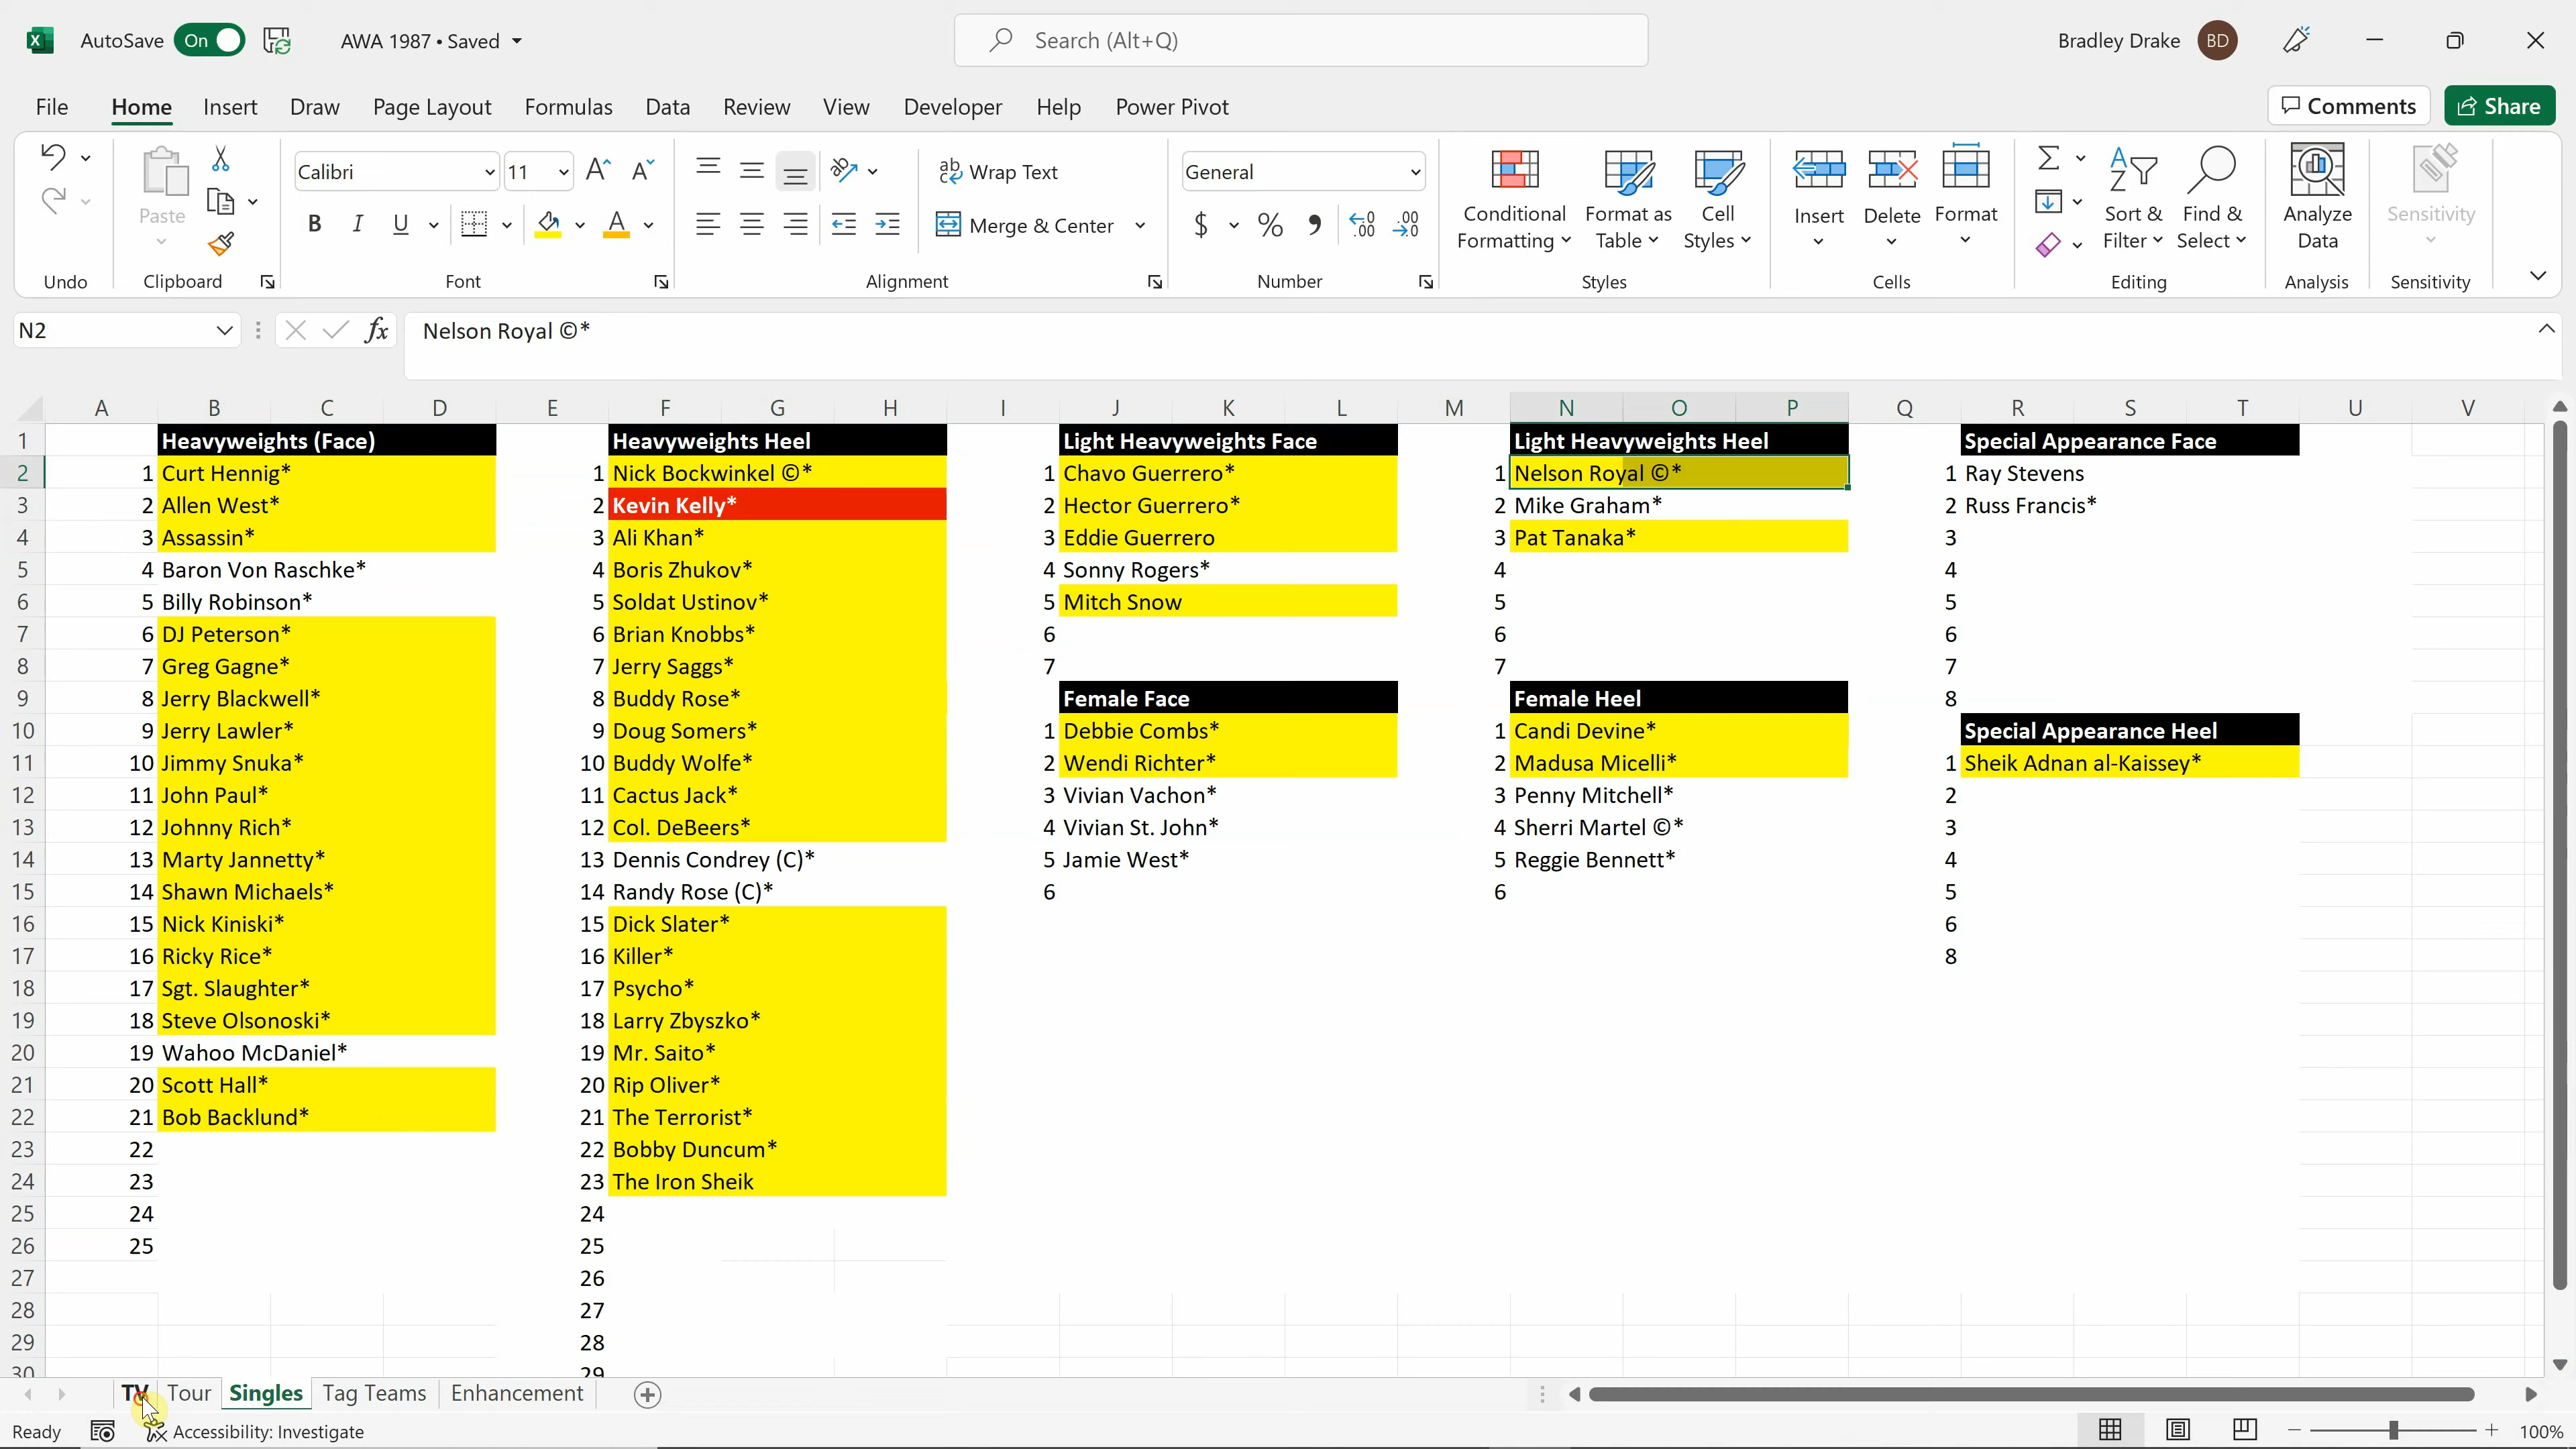 AutoSave On AWA 1987 • Saved Search (Alt+Q) Bradley Drake BD
File Home Insert Draw Page Layout Formulas Data Review View Developer Help Power Pivot Comments Share
Paste Calibri 11 Wrap Text General Conditional Formatting Format as Table Cell Styles Insert Delete Format Sort & Filter Find & Select Analyze Data Sensitivity
B I U Merge & Center $ %
Undo Clipboard Font Alignment Number Styles Cells Editing Analysis Sensitivity
N2 fx Nelson Royal ©*
A B C D E F G H I J K L M N O P Q R S T U V
1 Heavyweights (Face) Heavyweights Heel Light Heavyweights Face Light Heavyweights Heel Special Appearance Face
2 1 Curt Hennig* 1 Nick Bockwinkel ©* 1 Chavo Guerrero* 1 Nelson Royal ©* 1 Ray Stevens
3 2 Allen West* 2 Kevin Kelly* 2 Hector Guerrero* 2 Mike Graham* 2 Russ Francis*
4 3 Assassin* 3 Ali Khan* 3 Eddie Guerrero 3 Pat Tanaka* 3
5 4 Baron Von Raschke* 4 Boris Zhukov* 4 Sonny Rogers* 4 4
6 5 Billy Robinson* 5 Soldat Ustinov* 5 Mitch Snow 5 5
7 6 DJ Peterson* 6 Brian Knobbs* 6 6 6
8 7 Greg Gagne* 7 Jerry Saggs* 7 7 7
9 8 Jerry Blackwell* 8 Buddy Rose* Female Face Female Heel 8
10 9 Jerry Lawler* 9 Doug Somers* 1 Debbie Combs* 1 Candi Devine* Special Appearance Heel
11 10 Jimmy Snuka* 10 Buddy Wolfe* 2 Wendi Richter* 2 Madusa Micelli* 1 Sheik Adnan al-Kaissey*
12 11 John Paul* 11 Cactus Jack* 3 Vivian Vachon* 3 Penny Mitchell* 2
13 12 Johnny Rich* 12 Col. DeBeers* 4 Vivian St. John* 4 Sherri Martel ©* 3
14 13 Marty Jannetty* 13 Dennis Condrey (C)* 5 Jamie West* 5 Reggie Bennett* 4
15 14 Shawn Michaels* 14 Randy Rose (C)* 6 6 5
16 15 Nick Kiniski* 15 Dick Slater* 6
17 16 Ricky Rice* 16 Killer* 8
18 17 Sgt. Slaughter* 17 Psycho*
19 18 Steve Olsonoski* 18 Larry Zbyszko*
20 19 Wahoo McDaniel* 19 Mr. Saito*
21 20 Scott Hall* 20 Rip Oliver*
22 21 Bob Backlund* 21 The Terrorist*
23 22 22 Bobby Duncum*
24 23 23 The Iron Sheik
25 24 24
26 25 25
27 26
28 27
29 28
30 29
TV Tour Singles Tag Teams Enhancement
Ready Accessibility: Investigate 100%